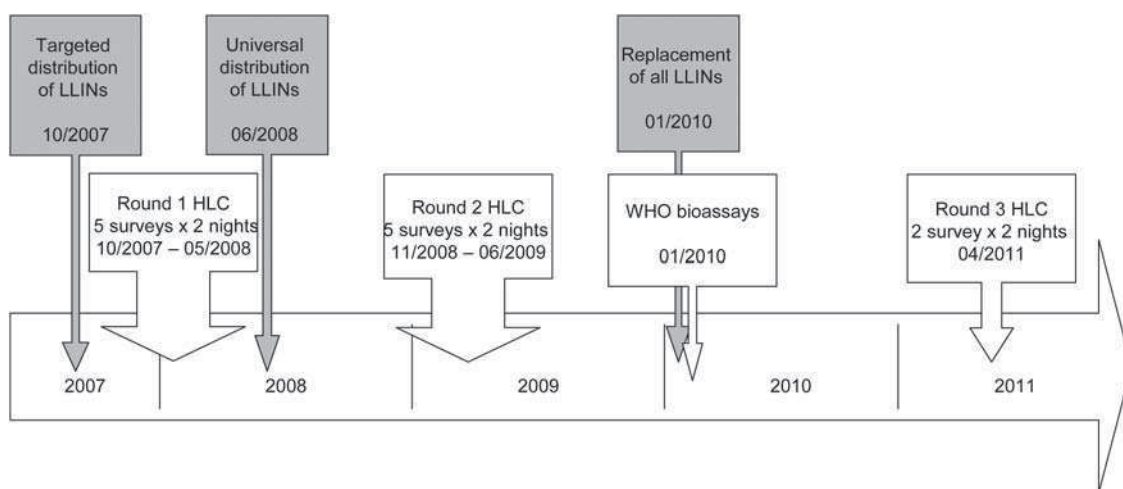 Targeted
distribution
of LLINs
10/2007
Universal
distribution
of LLINs
06/2008
Replacement
of all LLINs
01/2010
Round 1 HLC
5 surveys x 2 nights
10/2007 – 05/2008
Round 2 HLC
5 surveys x 2 nights
11/2008 – 06/2009
WHO bioassays
01/2010
Round 3 HLC
2 survey x 2 nights
04/2011
2007
2008
2009
2010
2011